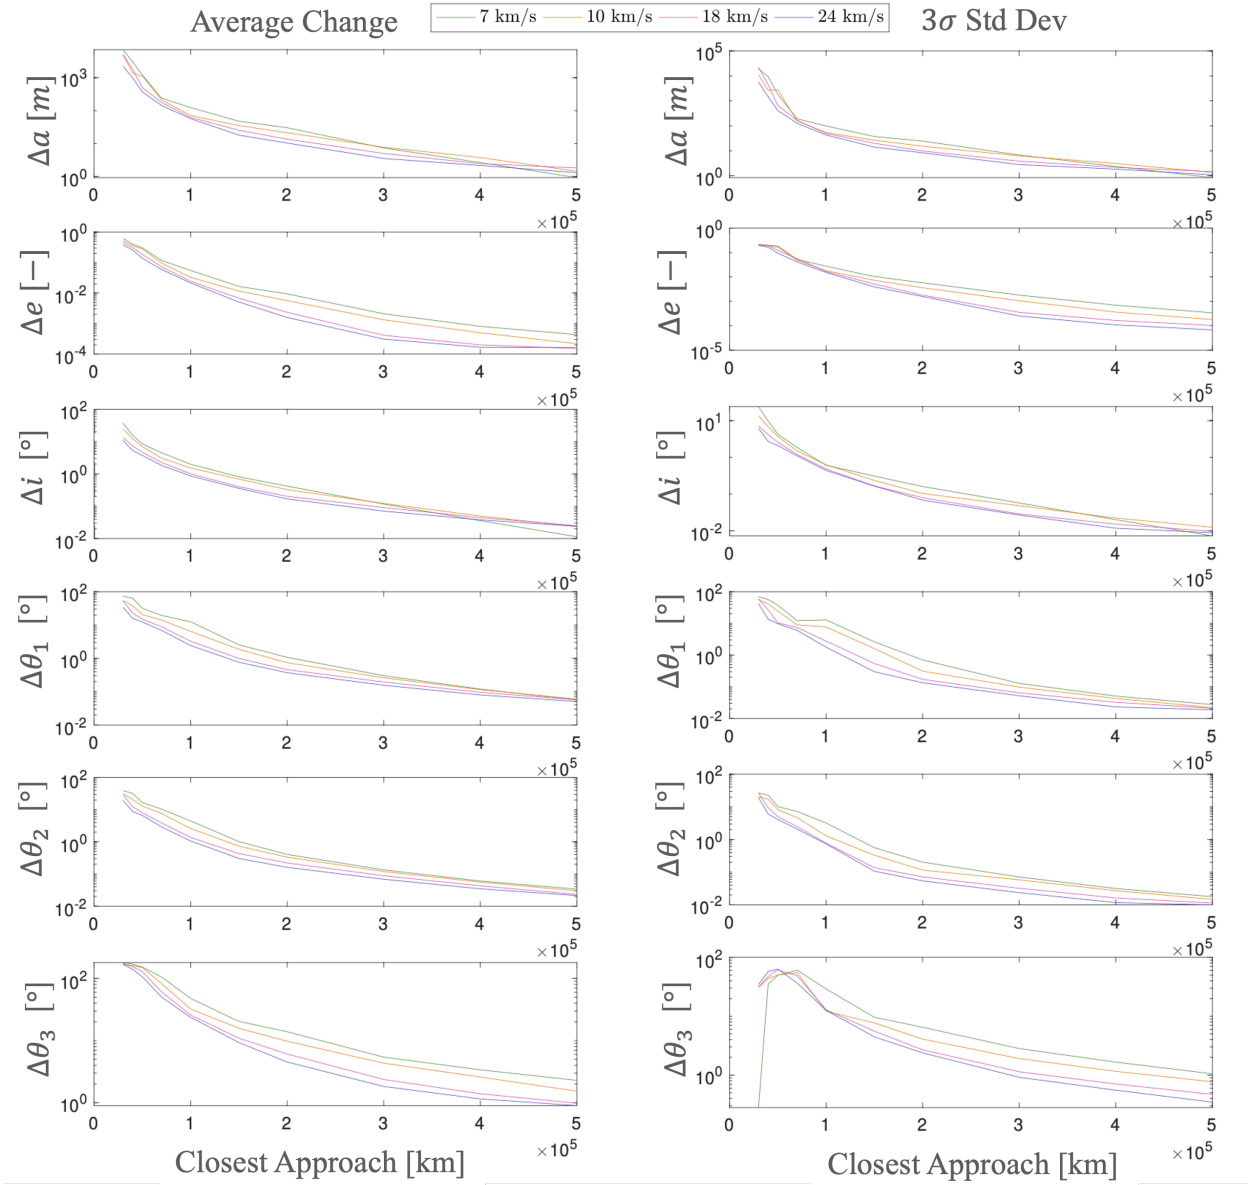 Average Change
7 km/s 10 km/s 18 km/s 24 km/s
3σ Std Dev
Δa [m]
10^3
10^0
0 1 2 3 4 5
×10^5
Δa [m]
10^5
10^0
0 1 2 3 4 5
×10^5
Δe [−]
10^0
10^-2
10^-4
0 1 2 3 4 5
×10^5
Δe [−]
10^0
10^-5
0 1 2 3 4 5
×10^5
Δi [°]
10^2
10^0
10^-2
0 1 2 3 4 5
×10^5
Δi [°]
10^1
10^-2
0 1 2 3 4 5
×10^5
Δθ1 [°]
10^2
10^0
10^-2
0 1 2 3 4 5
×10^5
Δθ1 [°]
10^2
10^0
10^-2
0 1 2 3 4 5
×10^5
Δθ2 [°]
10^2
10^0
10^-2
0 1 2 3 4 5
×10^5
Δθ2 [°]
10^2
10^0
10^-2
0 1 2 3 4 5
×10^5
Δθ3 [°]
10^2
10^0
0 1 2 3 4 5
×10^5
Closest Approach [km]
Δθ3 [°]
10^2
10^0
0 1 2 3 4 5
×10^5
Closest Approach [km]